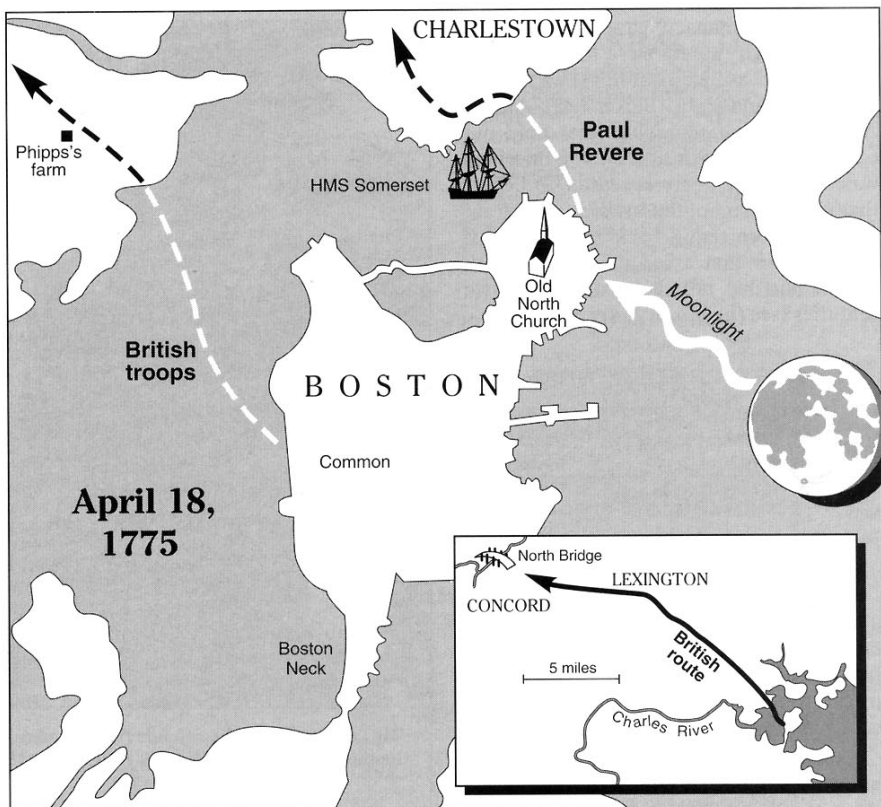 CHARLESTOWN
Paul
Revere
Phipps's
farm
HMS Somerset
Old
North
Church
Moonlight
British
troops
BOSTON
Common
April 18,
1775
Boston
Neck
North Bridge
LEXINGTON
CONCORD
British
route
5 miles
Charles River